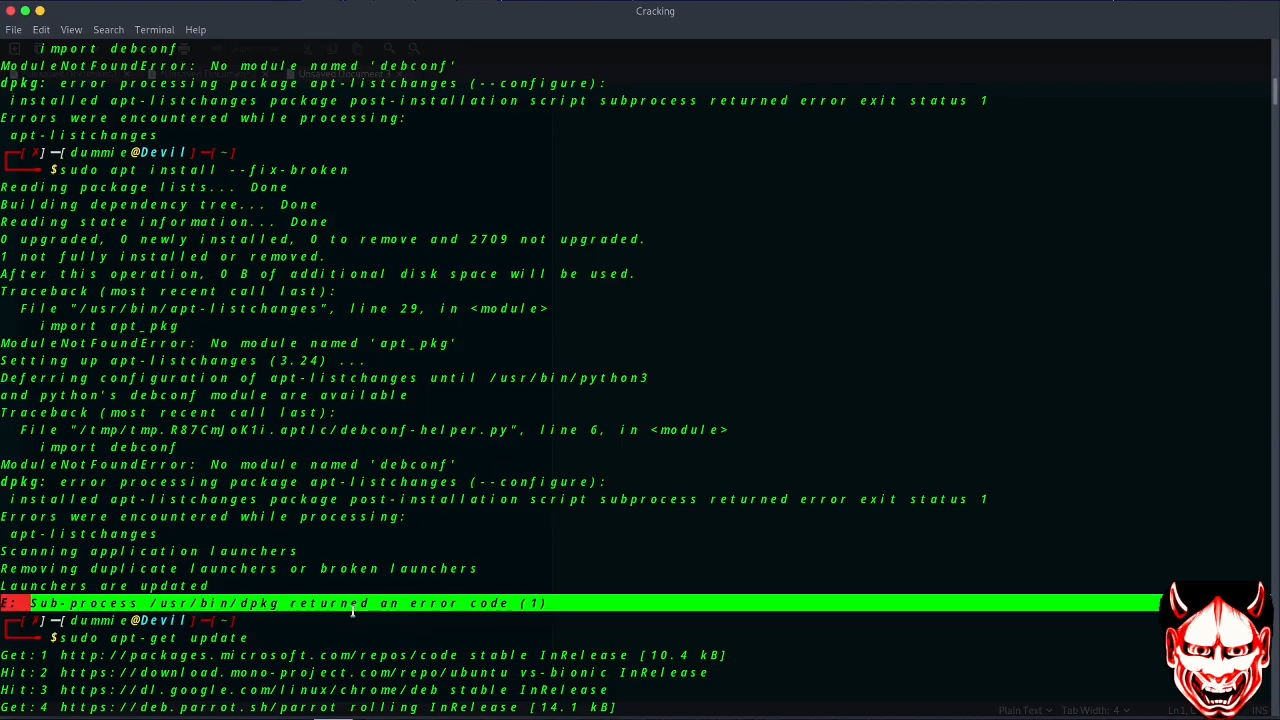 Cracking
File Edit View Search Terminal Help
import debconf
ModuleNotFoundError: No module named 'debconf'
Unsaved Document 3
dpkg: error processing package apt-listchanges (--configure):
installed apt-listchanges package post-installation script subprocess returned error exit status 1
Errors were encountered while processing:
apt-listchanges
[✗]─[dummie@Devil]─[~]
$sudo apt install --fix-broken
Reading package lists... Done
Building dependency tree... Done
Reading state information... Done
0 upgraded, 0 newly installed, 0 to remove and 2709 not upgraded.
1 not fully installed or removed.
After this operation, 0 B of additional disk space will be used.
Traceback (most recent call last):
File "/usr/bin/apt-listchanges", line 29, in <module>
import apt_pkg
ModuleNotFoundError: No module named 'apt_pkg'
Setting up apt-listchanges (3.24) ...
Deferring configuration of apt-listchanges until /usr/bin/python3
and python's debconf module are available
Traceback (most recent call last):
File "/tmp/tmp.R87CmJoK1i.aptlc/debconf-helper.py", line 6, in <module>
import debconf
ModuleNotFoundError: No module named 'debconf'
dpkg: error processing package apt-listchanges (--configure):
installed apt-listchanges package post-installation script subprocess returned error exit status 1
Errors were encountered while processing:
apt-listchanges
Scanning application launchers
Removing duplicate launchers or broken launchers
Launchers are updated
E: Sub-process /usr/bin/dpkg returned an error code (1)
[✗]─[dummie@Devil]─[~]
$sudo apt-get update
Get:1 http://packages.microsoft.com/repos/code stable InRelease [10.4 kB]
Hit:2 https://download.mono-project.com/repo/ubuntu vs-bionic InRelease
Hit:3 https://dl.google.com/linux/chrome/deb stable InRelease
Get:4 https://deb.parrot.sh/parrot rolling InRelease [14.1 kB]
Plain Text Tab Width: 4 INS